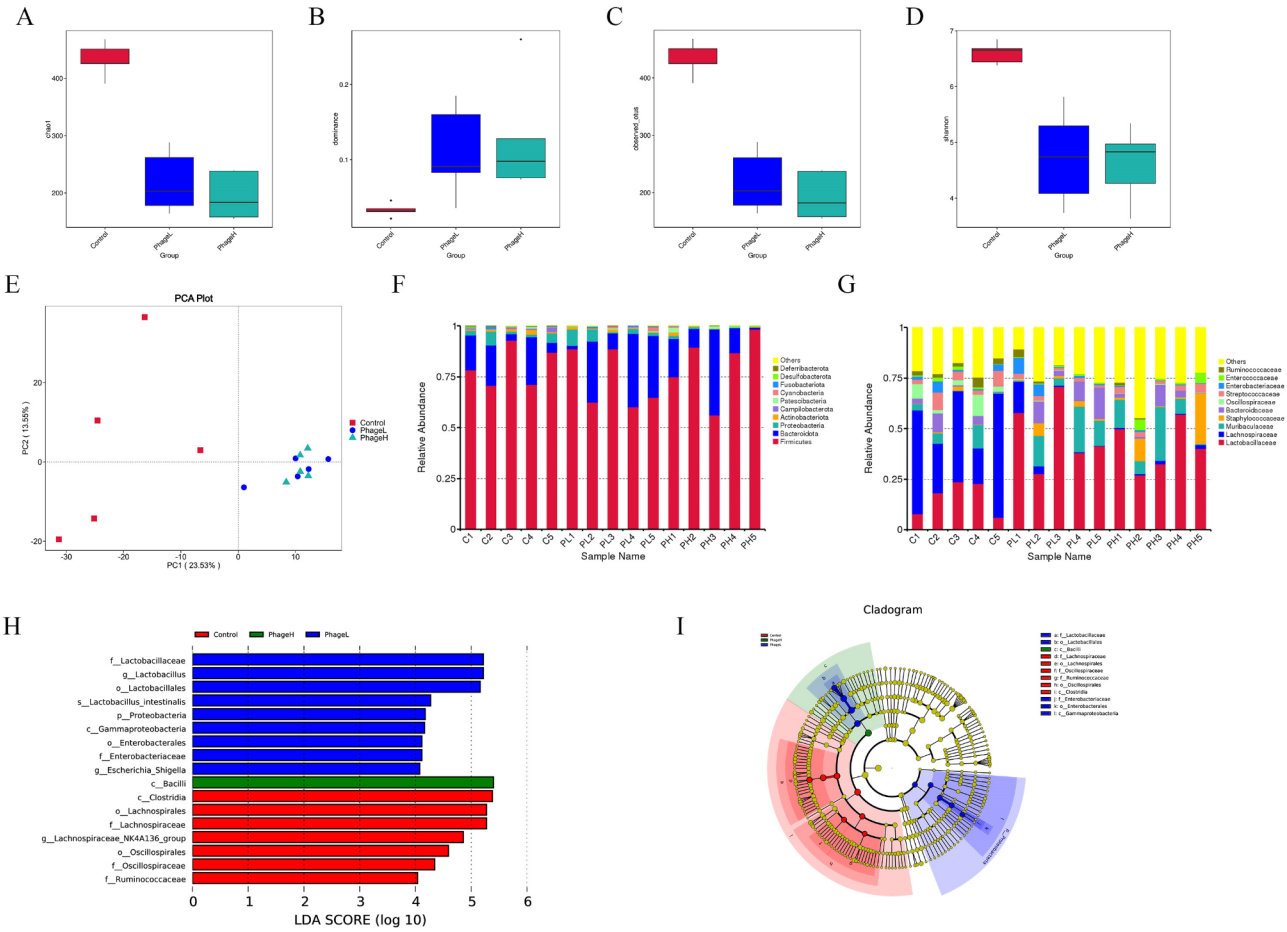 A
B
C
D
400
300
200
chao1
Control
PhageL
PhageH
Group
0.2
0.1
dominance
Control
PhageL
PhageH
Group
400
300
200
observed_otus
Control
PhageL
PhageH
Group
7
6
5
4
shannon
Control
PhageL
PhageH
Group
E
PCA Plot
20
0
-20
PC2 ( 13.55% )
-30
-20
-10
0
10
PC1 ( 23.53% )
Control
PhageL
PhageH
F
1
0.75
0.5
0.25
0
Relative Abundance
C1 C2 C3 C4 C5 PL1 PL2 PL3 PL4 PL5 PH1 PH2 PH3 PH4 PH5
Sample Name
Others
Deferribacterota
Desulfobacterota
Fusobacteriota
Cyanobacteria
Patescibacteria
Campilobacterota
Actinobacteriota
Proteobacteria
Bacteroidota
Firmicutes
G
1
0.75
0.5
0.25
0
Relative Abundance
C1 C2 C3 C4 C5 PL1 PL2 PL3 PL4 PL5 PH1 PH2 PH3 PH4 PH5
Sample Name
Others
Ruminococcaceae
Enterococcaceae
Enterobacteriaceae
Streptococcaceae
Oscillospiraceae
Bacteroidaceae
Staphylococcaceae
Muribaculaceae
Lachnospiraceae
Lactobacillaceae
H
Control
PhageH
PhageL
f__Lactobacillaceae
g__Lactobacillus
o__Lactobacillales
s__Lactobacillus_intestinalis
p__Proteobacteria
c__Gammaproteobacteria
o__Enterobacterales
f__Enterobacteriaceae
g__Escherichia_Shigella
c__Bacilli
c__Clostridia
o__Lachnospirales
f__Lachnospiraceae
g__Lachnospiraceae_NK4A136_group
o__Oscillospirales
f__Oscillospiraceae
f__Ruminococcaceae
0 1 2 3 4 5 6
LDA SCORE (log 10)
I
Cladogram
Control
PhageH
PhageL
a: f__Lactobacillaceae
b: o__Lactobacillales
c: c__Bacilli
d: f__Lachnospiraceae
e: o__Lachnospirales
f: f__Oscillospiraceae
g: f__Ruminococcaceae
h: o__Oscillospirales
i: c__Clostridia
j: f__Enterobacteriaceae
k: o__Enterobacterales
l: c__Gammaproteobacteria
p__Proteobacteria